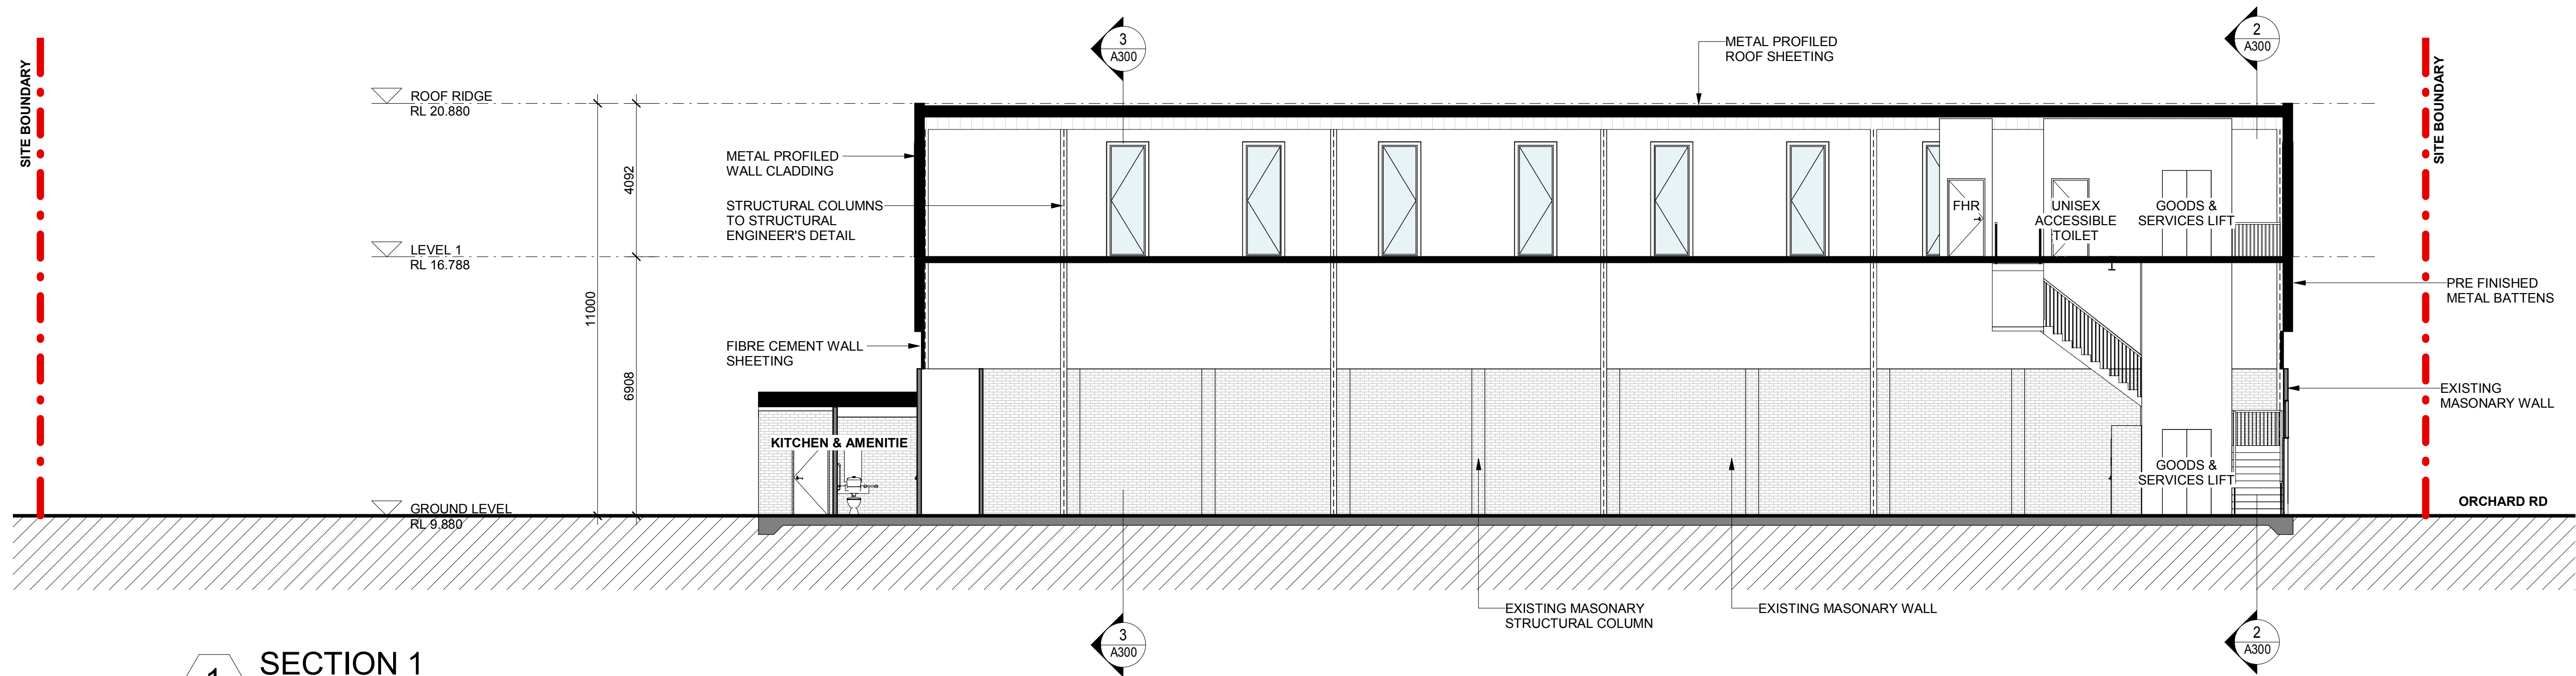 3
A300
2
A300
SITE BOUNDARY
SITE BOUNDARY
METAL PROFILED
ROOF SHEETING
ROOF RIDGE
RL 20.880
METAL PROFILED
WALL CLADDING
4092
STRUCTURAL COLUMNS
TO STRUCTURAL
ENGINEER'S DETAIL
FHR
UNISEX
ACCESSIBLE
TOILET
GOODS &
SERVICES LIFT
LEVEL 1
RL 16.788
PRE FINISHED
METAL BATTENS
11000
FIBRE CEMENT WALL
SHEETING
6908
EXISTING
MASONARY WALL
KITCHEN & AMENITIE
GOODS &
SERVICES LIFT
GROUND LEVEL
RL 9.880
ORCHARD RD
EXISTING MASONARY
STRUCTURAL COLUMN
EXISTING MASONARY WALL
3
A300
2
A300
1
SECTION 1